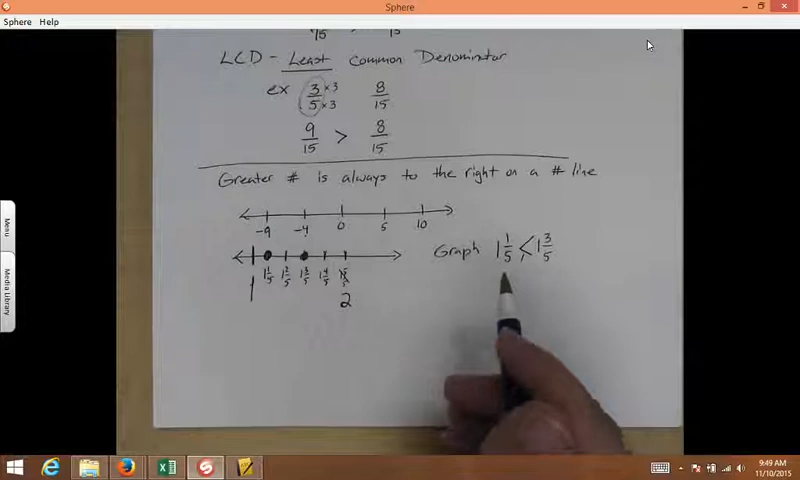 Sphere
Sphere Help
15 > 15
LCD - Least Common Denominator
ex 3/5 ×3 ×3 8/15
9/15 > 8/15
Greater # is always to the right on a # line
-9 -4 0 5 10
Graph 1 1/5 < 1 3/5
1 1/5 1 2/5 1 3/5 1 4/5
1 2
Menu
Media Library
9:49 AM
11/10/2015